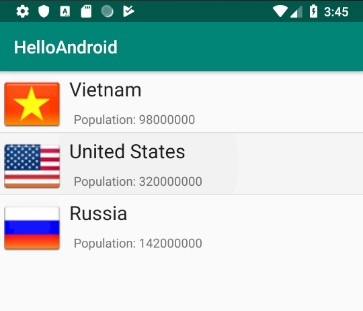 3:45
HelloAndroid
Vietnam
Population: 98000000
United States
Population: 320000000
Russia
Population: 142000000